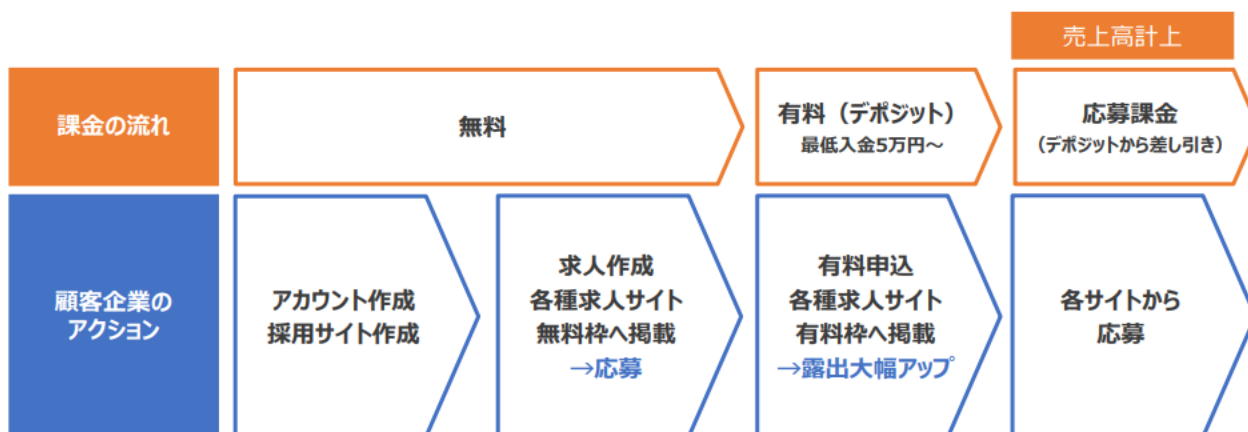 売上高計上
課金の流れ
無料
有料（デポジット）
最低入金5万円～
応募課金
（デポジットから差し引き）
顧客企業の
アクション
アカウント作成
採用サイト作成
求人作成
各種求人サイト
無料枠へ掲載
→応募
有料申込
各種求人サイト
有料枠へ掲載
→露出大幅アップ
各サイトから
応募